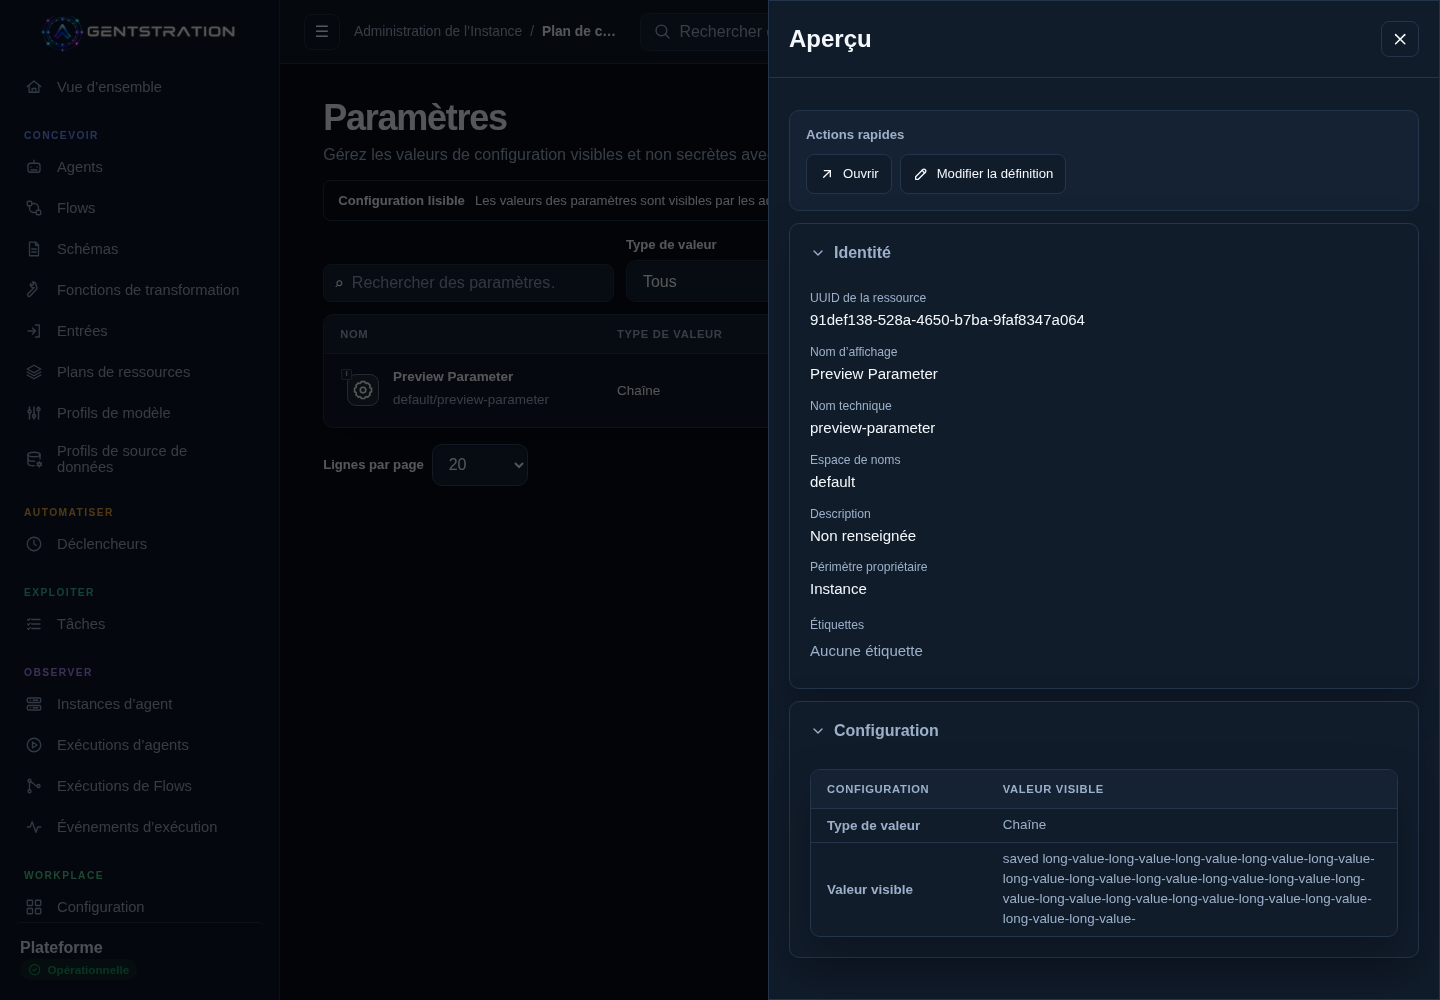 GENTSTRATION
Vue d’ensemble
CONCEVOIR
Agents
Flows
Schémas
Fonctions de transformation
Entrées
Plans de ressources
Profils de modèle
Profils de source de
données
AUTOMATISER
Déclencheurs
EXPLOITER
Tâches
OBSERVER
Instances d’agent
Exécutions d’agents
Exécutions de Flows
Événements d’exécution
WORKPLACE
Configuration
Plateforme
Opérationnelle
Administration de l’Instance / Plan de c…
Rechercher
Paramètres
Gérez les valeurs de configuration visibles et non secrètes
Configuration lisible Les valeurs des paramètres sont visibles par les
Type de valeur
Rechercher des paramètres.
Tous
NOM TYPE DE VALEUR
Preview Parameter
default/preview-parameter
Chaîne
Lignes par page 20
Aperçu
Actions rapides
Ouvrir
Modifier la définition
Identité
UUID de la ressource
91def138-528a-4650-b7ba-9faf8347a064
Nom d’affichage
Preview Parameter
Nom technique
preview-parameter
Espace de noms
default
Description
Non renseignée
Périmètre propriétaire
Instance
Étiquettes
Aucune étiquette
Configuration
CONFIGURATION VALEUR VISIBLE
Type de valeur Chaîne
Valeur visible
saved long-value-long-value-long-value-long-value-long-value-
long-value-long-value-long-value-long-value-long-value-long-
value-long-value-long-value-long-value-long-value-long-value-
long-value-long-value-